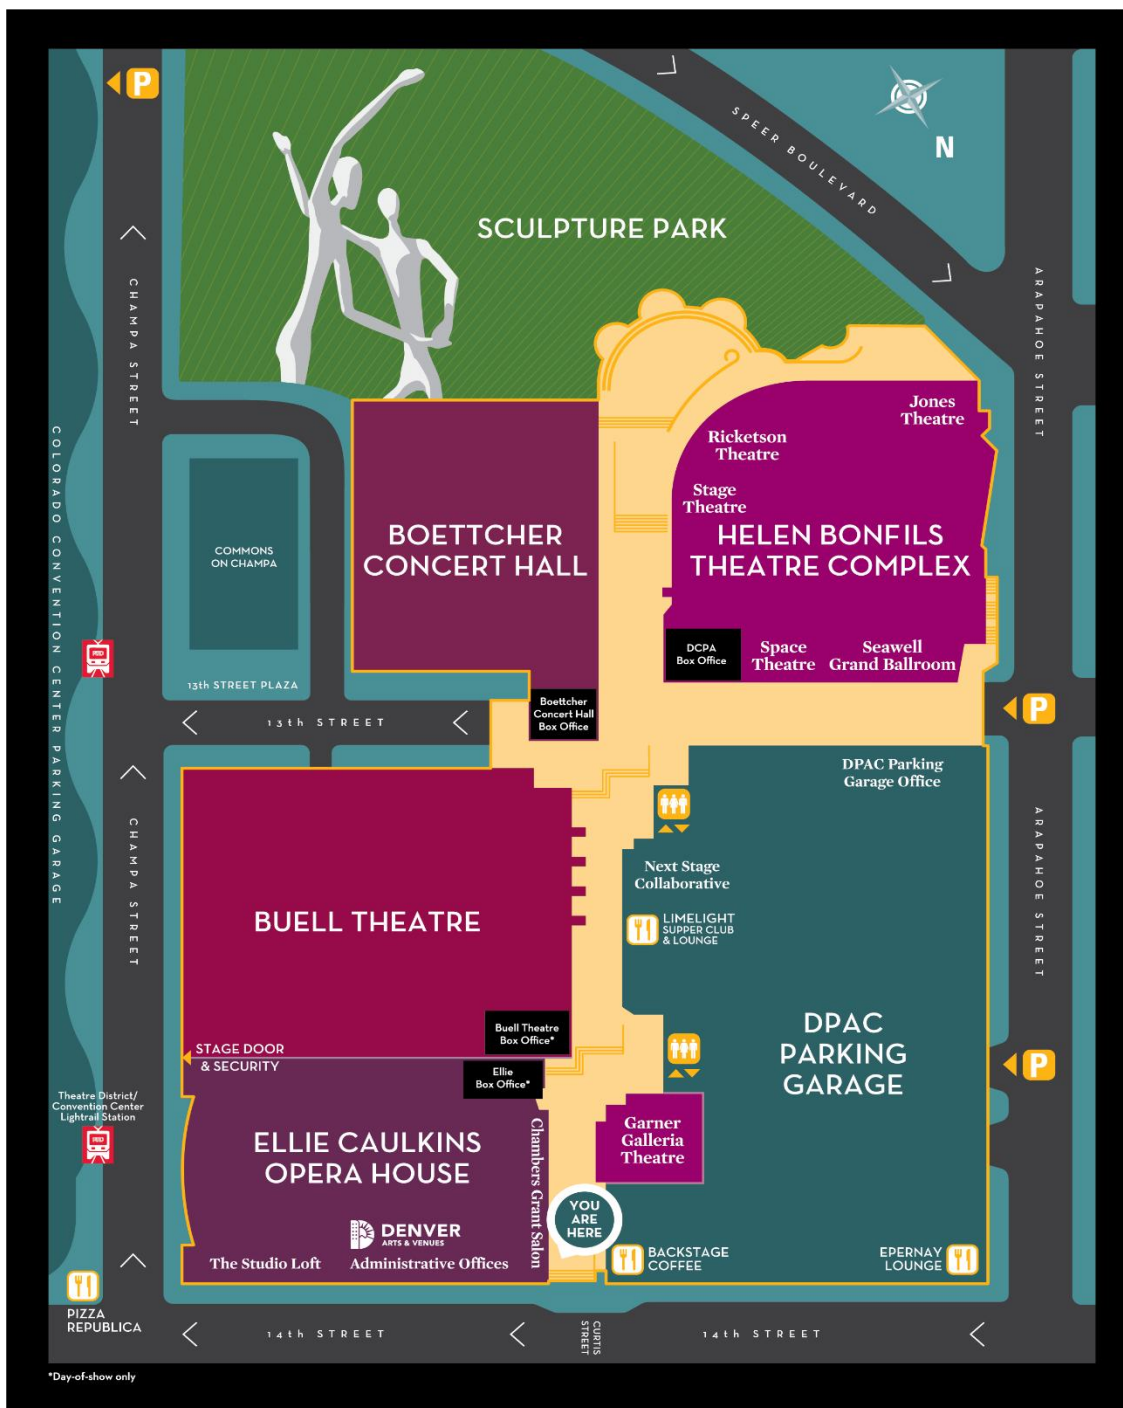 P
SPEER BOULEVARD
N
SCULPTURE PARK
CHAMPA STREET
ARAPAHOE STREET
COLORADO CONVENTION CENTER PARKING GARAGE
Jones
Theatre
Ricketson
Theatre
Stage
Theatre
BOETTCHER
CONCERT HALL
HELEN BONFILS
THEATRE COMPLEX
COMMONS
ON CHAMPA
RTD
DCPA
Box Office
Space
Theatre
Seawell
Grand Ballroom
13th STREET PLAZA
Boettcher
Concert Hall
Box Office
13th STREET
P
DPAC Parking
Garage Office
CHAMPA STREET
ARAPAHOE STREET
Next Stage
Collaborative
LIMELIGHT
SUPPER CLUB
& LOUNGE
BUELL THEATRE
Buell Theatre
Box Office*
DPAC
PARKING
GARAGE
STAGE DOOR
& SECURITY
Ellie
Box Office*
P
Theatre District/
Convention Center
Lightrail Station
RTD
ELLIE CAULKINS
OPERA HOUSE
Chambers Grant Salon
Garner
Galleria
Theatre
YOU
ARE
HERE
DENVER
ARTS & VENUES
The Studio Loft
Administrative Offices
BACKSTAGE
COFFEE
EPERNAY
LOUNGE
PIZZA
REPUBLICA
14th STREET
CURTIS
STREET
14th STREET
*Day-of-show only